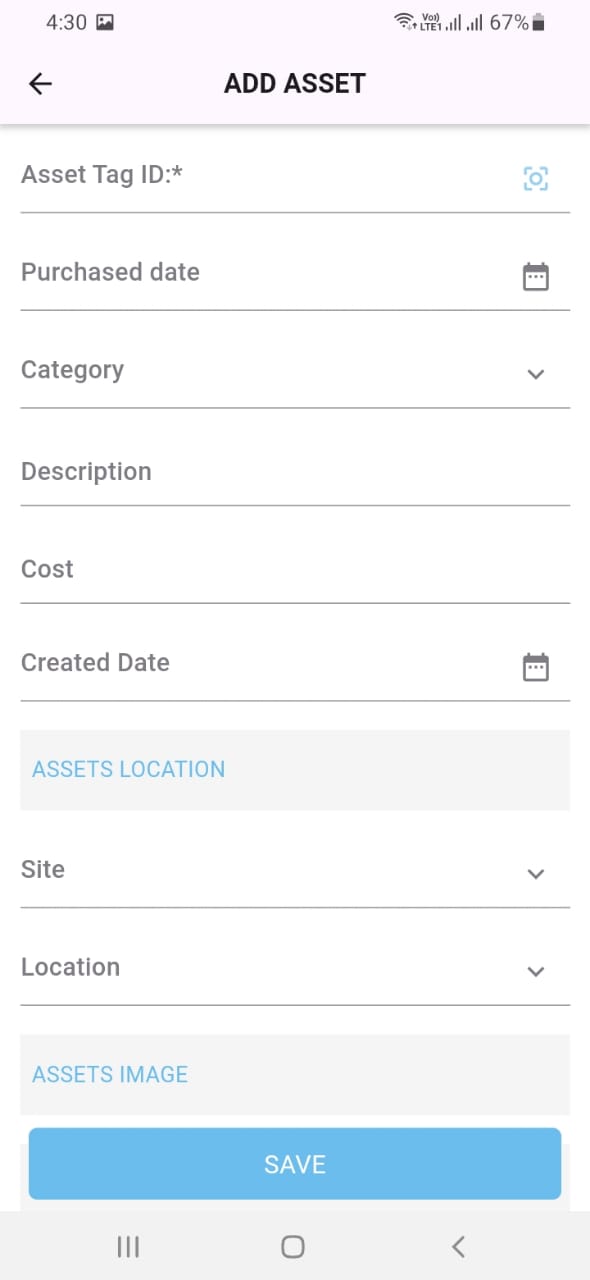 4:30 Vo)) LTE1 67%
ADD ASSET
Asset Tag ID:*
Purchased date
Category
Description
Cost
Created Date
ASSETS LOCATION
Site
Location
ASSETS IMAGE
SAVE